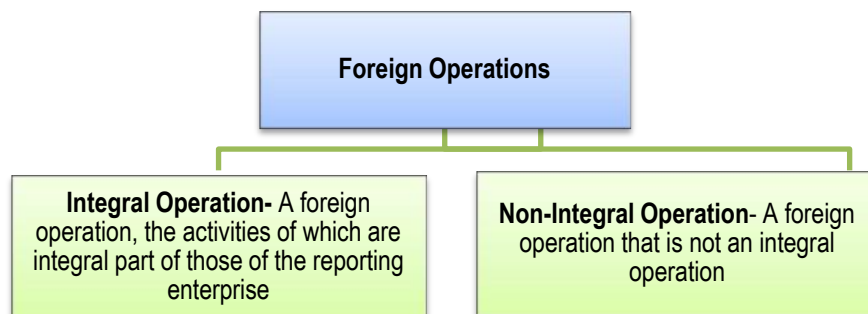 Foreign Operations
Integral Operation- A foreign
operation, the activities of which are
integral part of those of the reporting
enterprise
Non-Integral Operation- A foreign
operation that is not an integral
operation